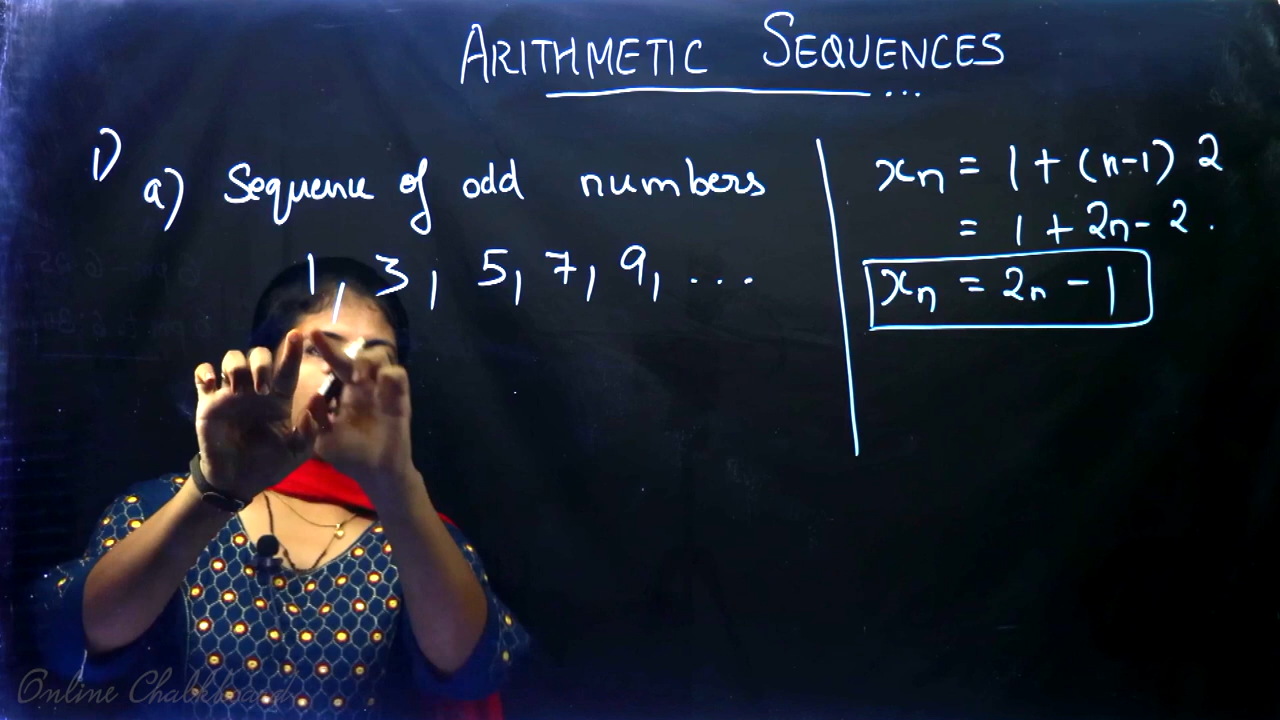 ARITHMETIC SEQUENCES ...
1) a) Sequence of odd numbers
1, 3, 5, 7, 9, ...
xn = 1 + (n-1) 2
= 1 + 2n - 2.
xn = 2n - 1
Online Chalkboard